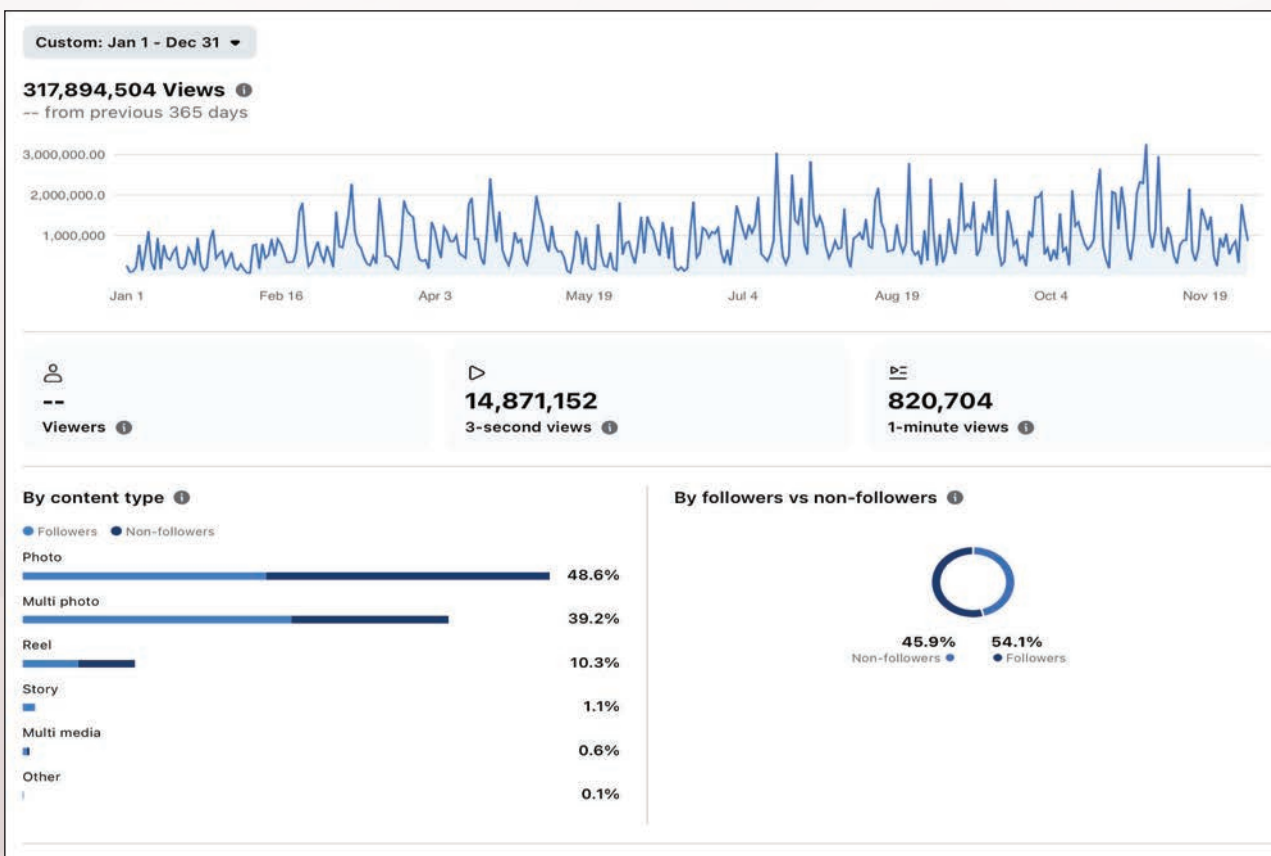 Custom: Jan 1 - Dec 31
317,894,504 Views
-- from previous 365 days
3,000,000.00
2,000,000.0
1,000,000
Jan 1 Feb 16 Apr 3 May 19 Jul 4 Aug 19 Oct 4 Nov 19
--
Viewers
14,871,152
3-second views
820,704
1-minute views
By content type
Followers Non-followers
Photo
48.6%
Multi photo
39.2%
Reel
10.3%
Story
1.1%
Multi media
0.6%
Other
0.1%
By followers vs non-followers
45.9% 54.1%
Non-followers Followers